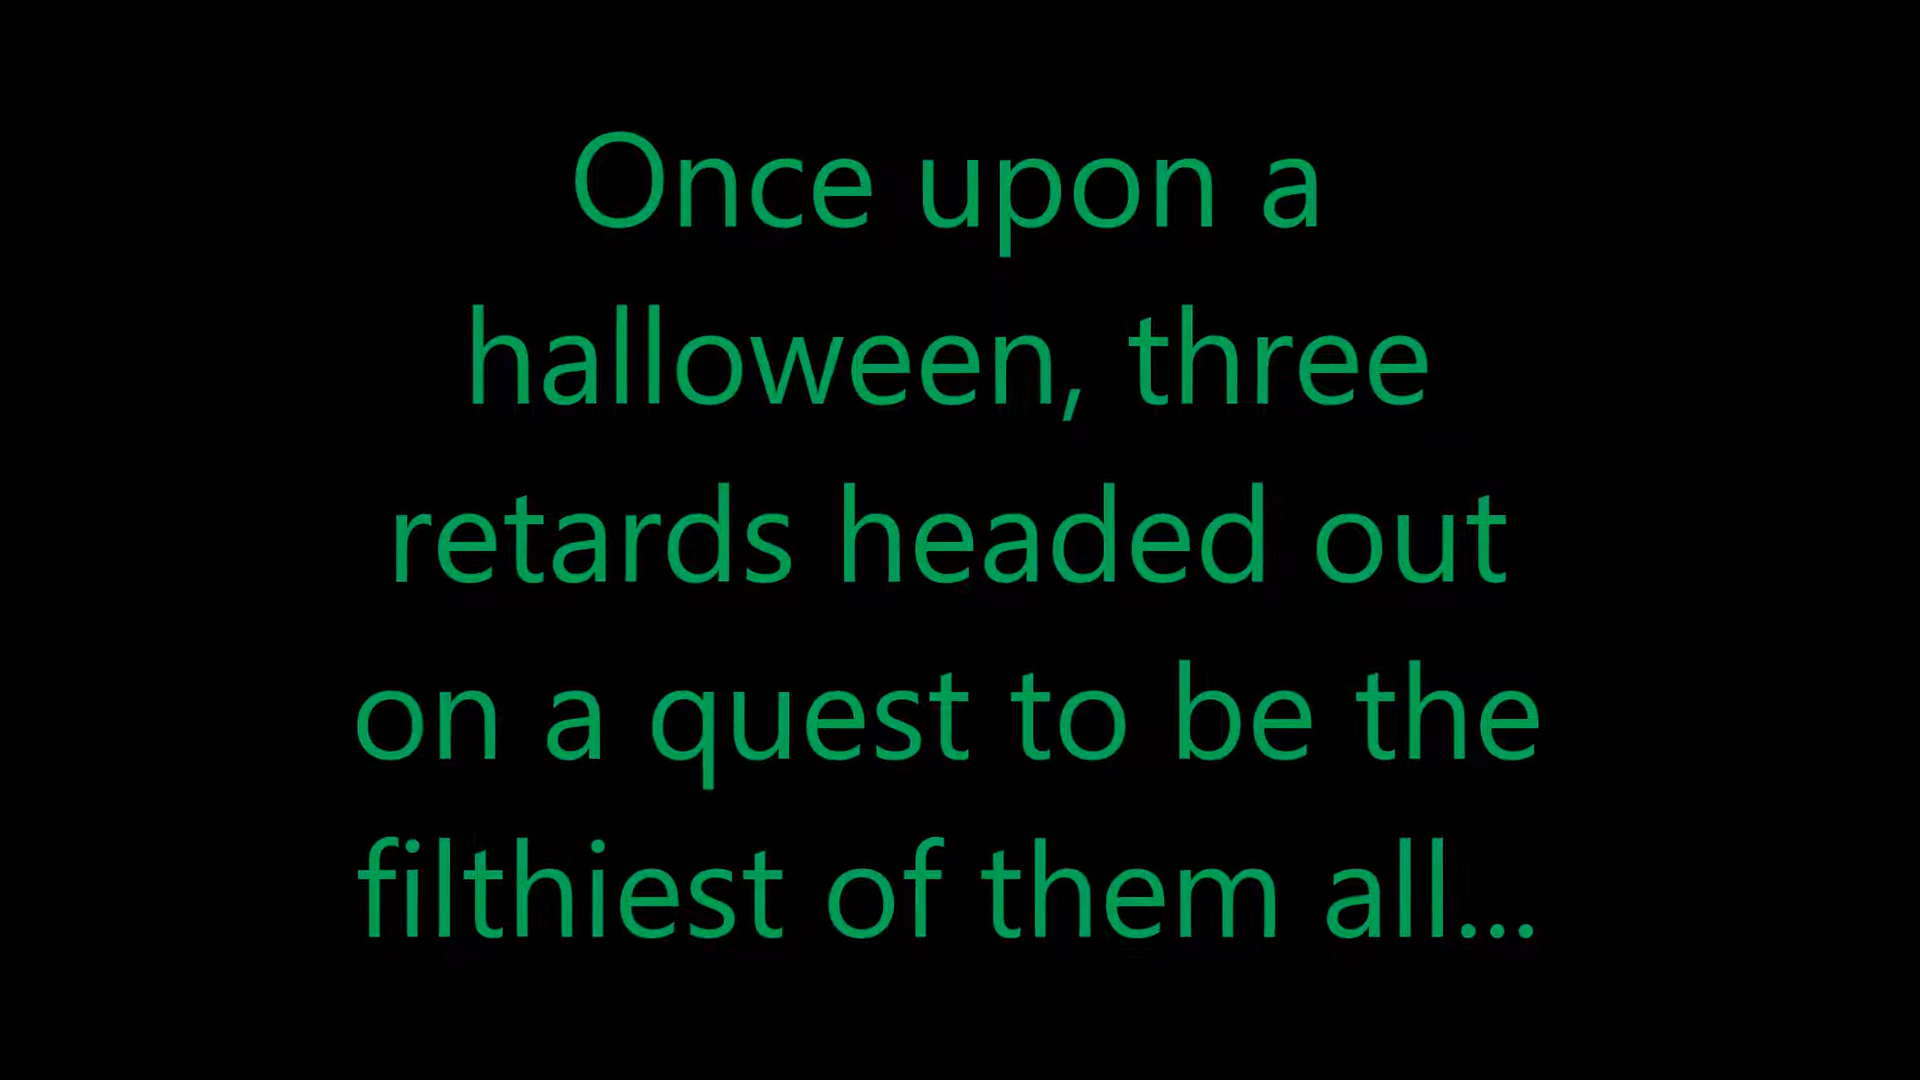 Once upon a
halloween, three
retards headed out
on a quest to be the
filthiest of them all...